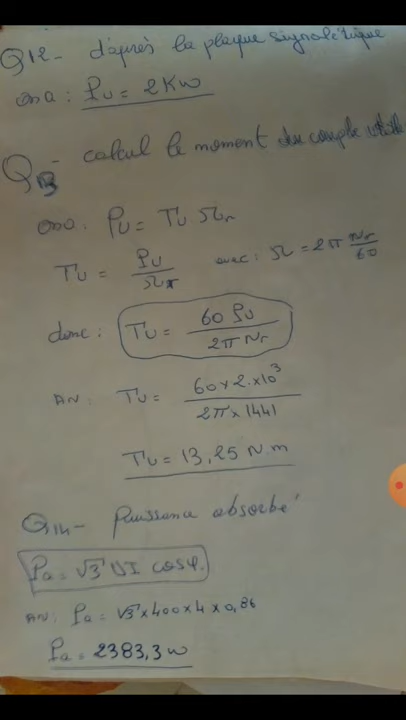 Q12- d'après la plaque signalétique
on a : Pu = 2Kw
Q13- calcul le moment du couple utile
on a : Pu = Tu Ωr
Tu = Pu / Ωr avec : Ω = 2π Nr/60
donc : Tu = 60 Pu / 2π Nr
AN : Tu = 60 × 2 × 10³ / 2π × 1441
Tu = 13,25 N.m
Q14- Puissance absorbé
Pa = √3 UI cosφ.
AN : Pa = √3 × 400 × 4 × 0,86
Pa = 2383,3 w